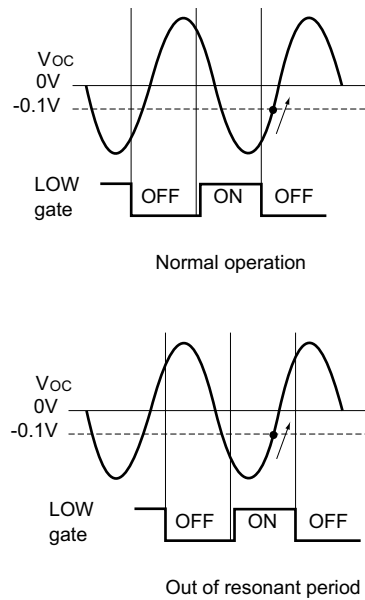 VOC
0V
-0.1V
LOW
gate
OFF ON OFF
Normal operation
VOC
0V
-0.1V
LOW
gate
OFF ON OFF
Out of resonant period